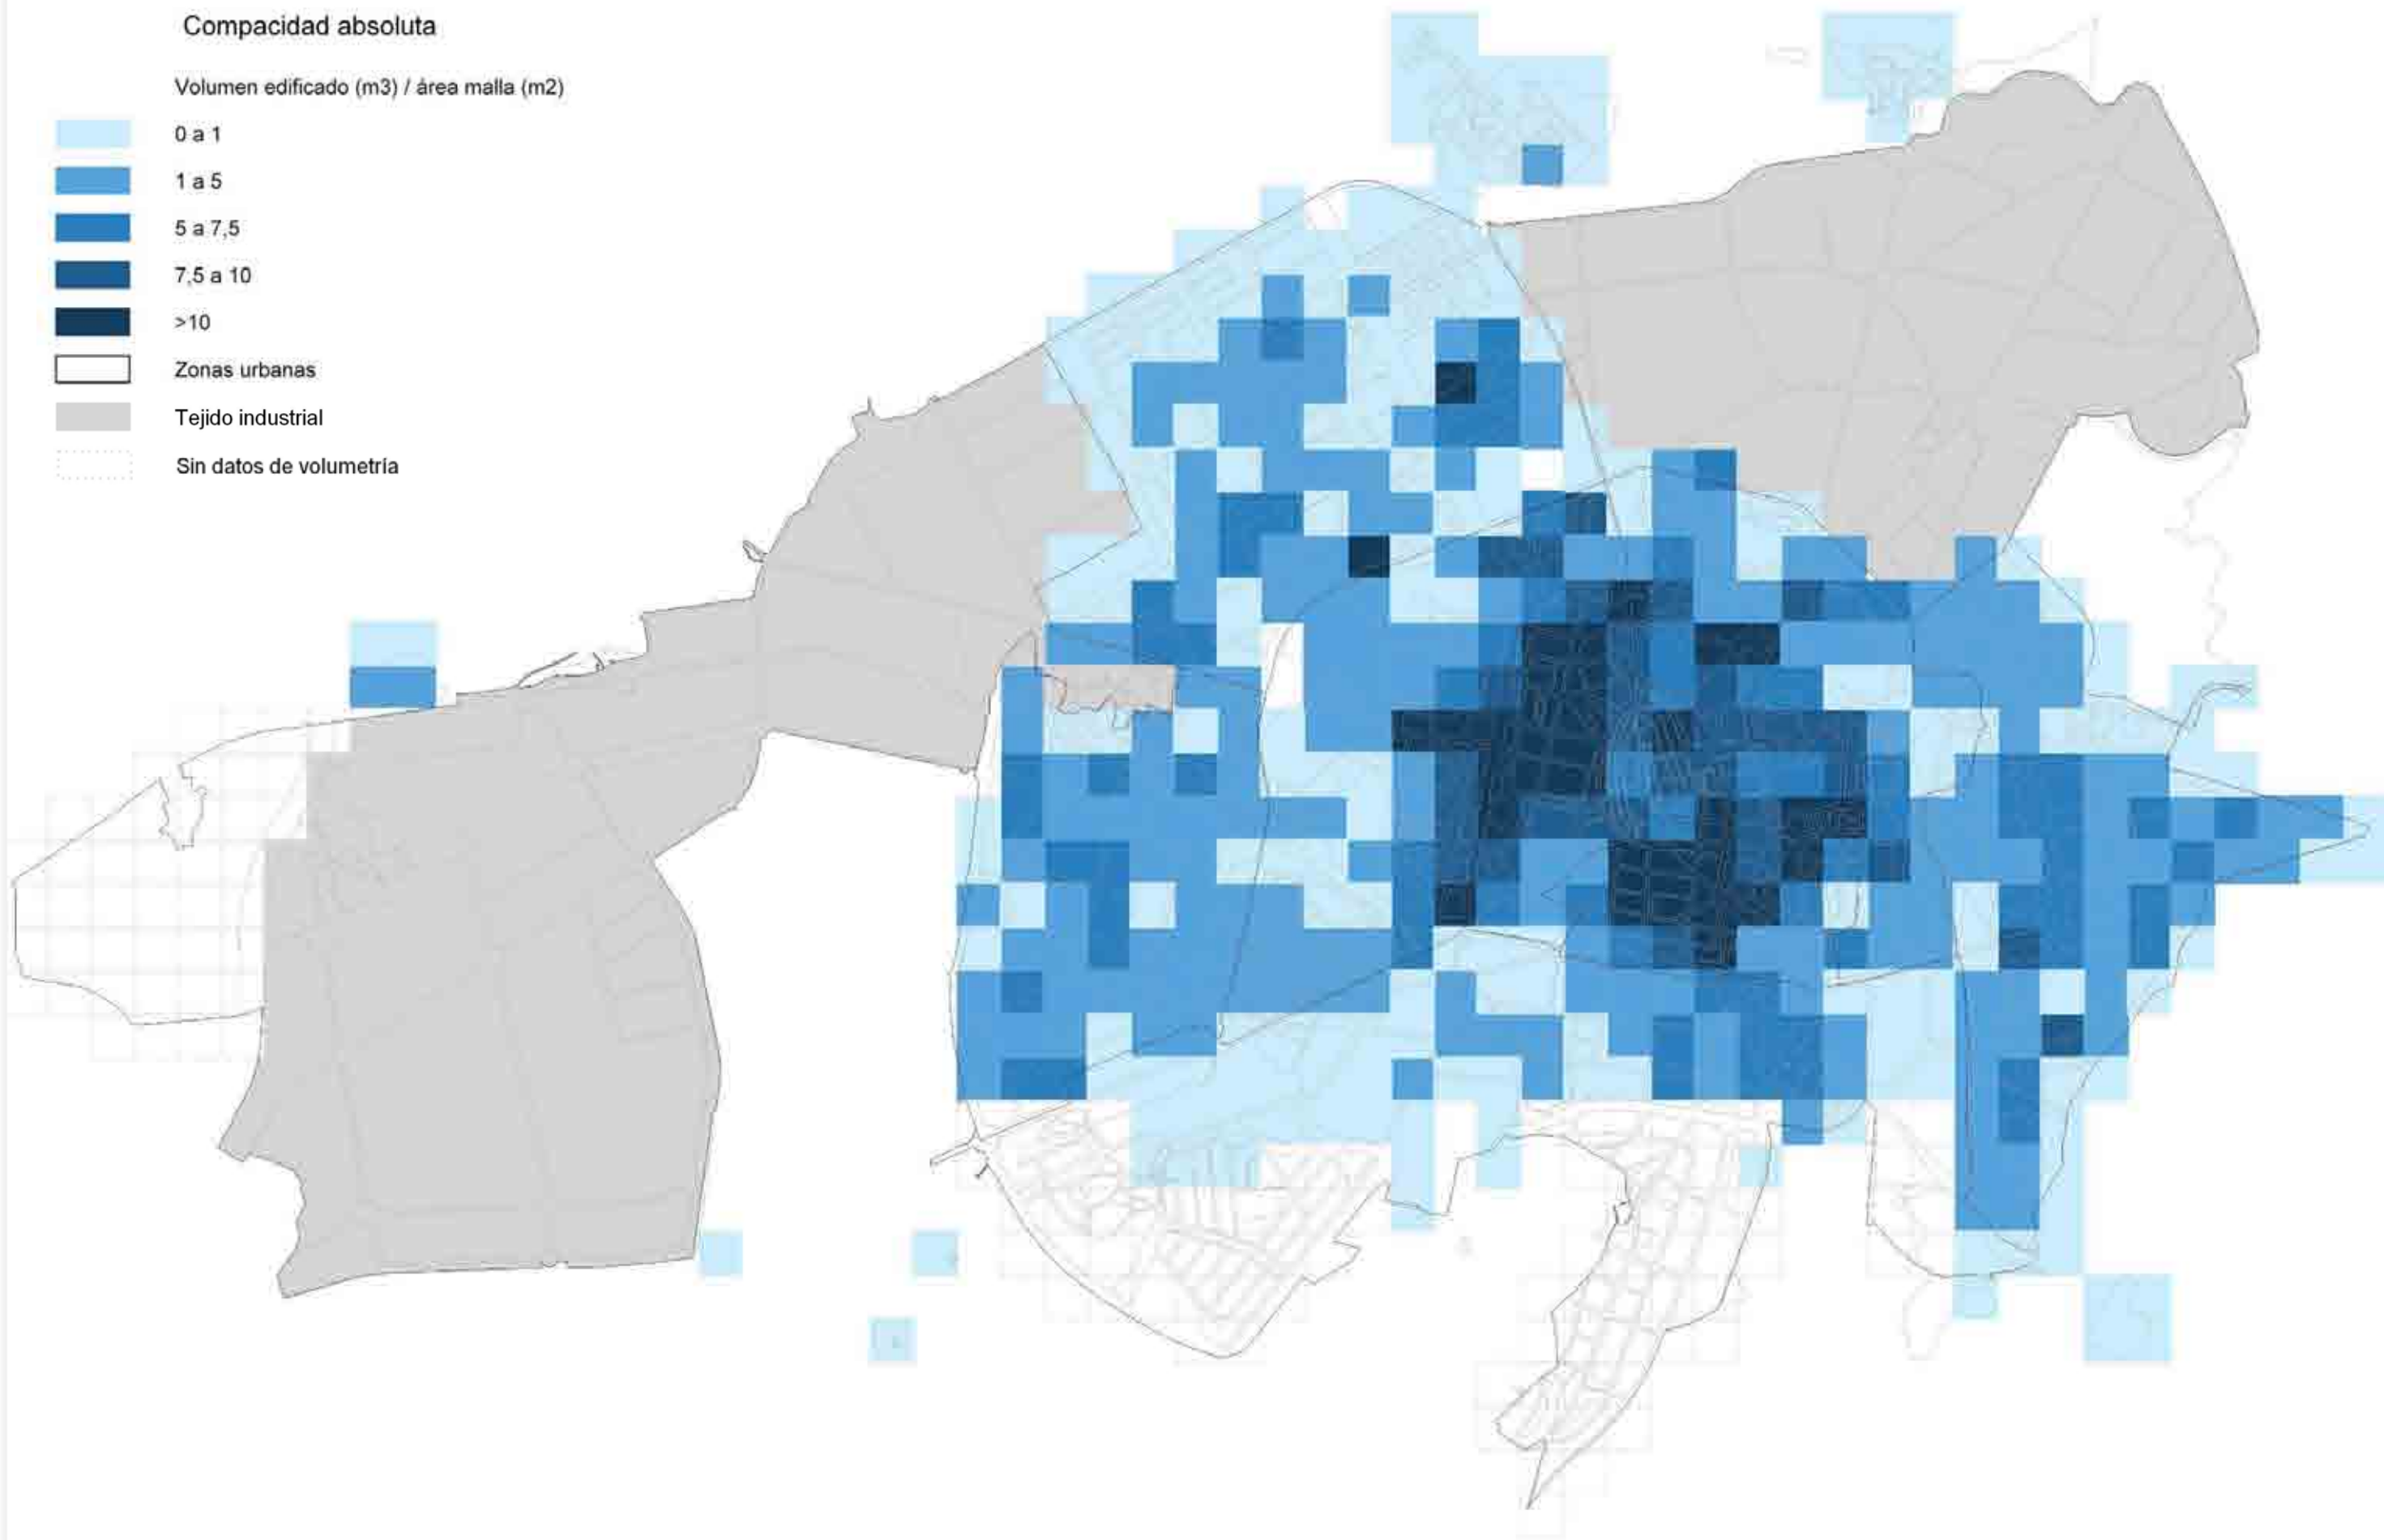 Compacidad absoluta
Volumen edificado (m3) / área malla (m2)
0 a 1
1 a 5
5 a 7,5
7,5 a 10
>10
Zonas urbanas
Tejido industrial
Sin datos de volumetría